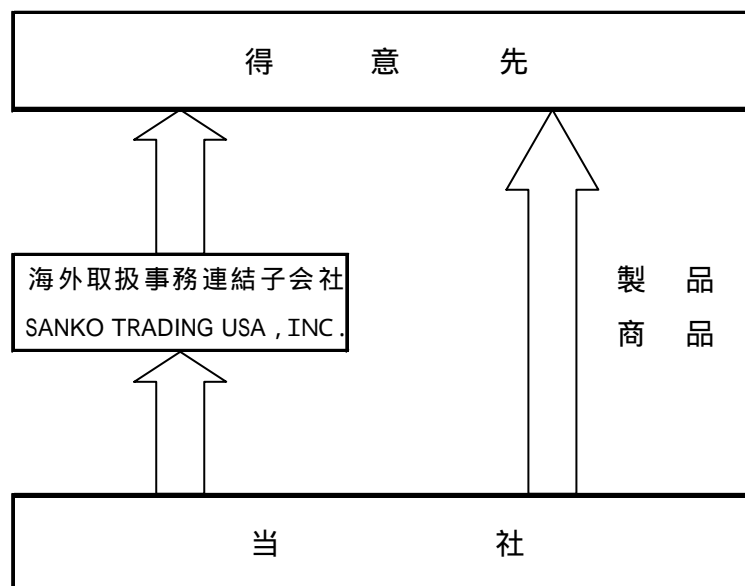 得意先
海外取扱事務連結子会社
SANKO TRADING USA , INC.
製品
商品
当社